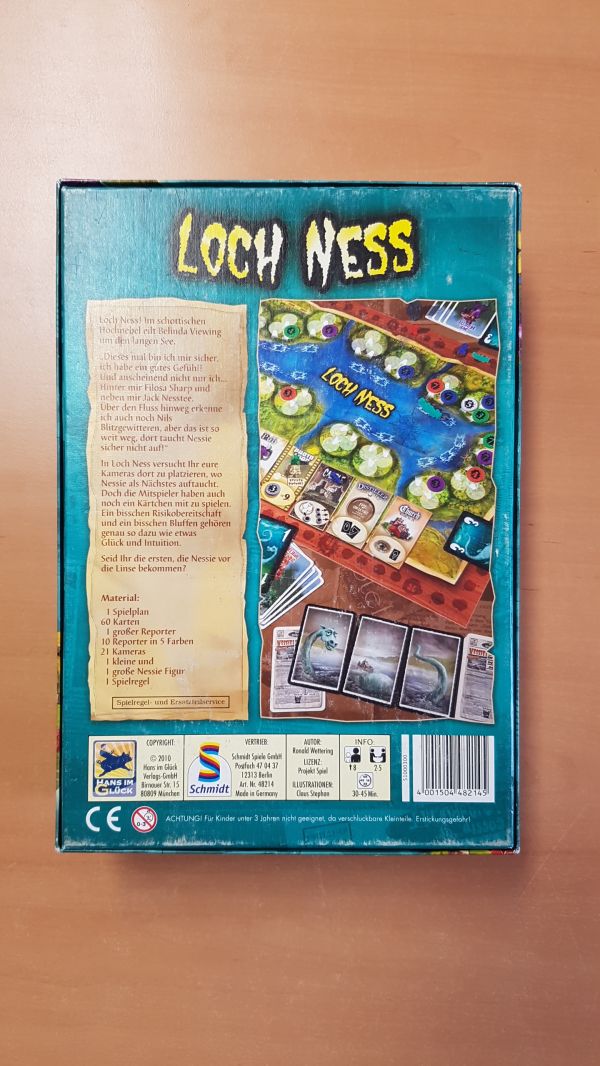 LOCH NESS
Loch Ness! Im schottischen
Hochnebel eilt Belinda Viewing
um den langen See.
„Dieses mal bin ich mir sicher,
ich habe ein gutes Gefühl!!
Und anscheinend nicht nur ich...
Hinter mir Filosa Sharp und
neben mir Jack Nesstee.
Über den Fluss hinweg erkenne
ich auch noch Nils
Blitzgewitteren, aber das ist so
weit weg, dort taucht Nessie
sicher nicht auf!“
In Loch Ness versucht Ihr eure
Kameras dort zu platzieren, wo
Nessie als Nächstes auftaucht.
Doch die Mitspieler haben auch
noch ein Kärtchen mit zu spielen.
Ein bisschen Risikobereitschaft
und ein bisschen Bluffen gehören
genau so dazu wie etwas
Glück und Intuition.
Seid Ihr die ersten, die Nessie vor
die Linse bekommen?
Material:
1 Spielplan
60 Karten
1 großer Reporter
10 Reporter in 5 Farben
21 Kameras
1 kleine und
1 große Nessie Figur
1 Spielregel
Spielregel- und Ersatzteilservice
LOCH NESS
HANS IM
GLÜCK
COPYRIGHT:
© 2010
Hans im Glück
Verlags-GmbH
Birnauer Str. 15
80809 München
Schmidt
VERTRIEB:
Schmidt Spiele GmbH
Postfach 47 04 37
12313 Berlin
Art. Nr. 48214
Made in Germany
AUTOR:
Ronald Wettering
LIZENZ:
Projekt Spiel
ILLUSTRATIONEN:
Claus Stephan
INFO:
8
2-5
30-45 Min.
4 001504 482145
CE
0-3
ACHTUNG! Für Kinder unter 3 Jahren nicht geeignet, da verschluckbare Kleinteile. Erstickungsgefahr!